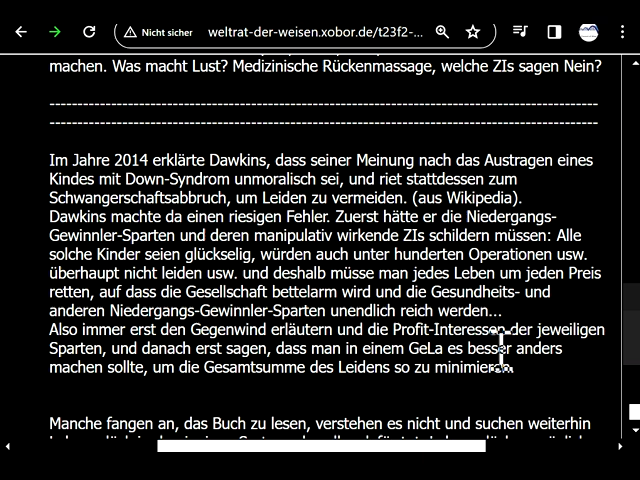 Nicht sicher weltrat-der-weisen.xobor.de/t23f2-...
machen. Was macht Lust? Medizinische Rückenmassage, welche ZIs sagen Nein?
----------------------------------------------------------------------------------------------------
----------------------------------------------------------------------------------------------------
Im Jahre 2014 erklärte Dawkins, dass seiner Meinung nach das Austragen eines
Kindes mit Down-Syndrom unmoralisch sei, und riet stattdessen zum
Schwangerschaftsabbruch, um Leiden zu vermeiden. (aus Wikipedia).
Dawkins machte da einen riesigen Fehler. Zuerst hätte er die Niedergangs-
Gewinnler-Sparten und deren manipulativ wirkende ZIs schildern müssen: Alle
solche Kinder seien glückselig, würden auch unter hunderten Operationen usw.
überhaupt nicht leiden usw. und deshalb müsse man jedes Leben um jeden Preis
retten, auf dass die Gesellschaft bettelarm wird und die Gesundheits- und
anderen Niedergangs-Gewinnler-Sparten unendlich reich werden...
Also immer erst den Gegenwind erläutern und die Profit-Interessen der jeweiligen
Sparten, und danach erst sagen, dass man in einem GeLa es besser anders
machen sollte, um die Gesamtsumme des Leidens so zu minimieren.
Manche fangen an, das Buch zu lesen, verstehen es nicht und suchen weiterhin